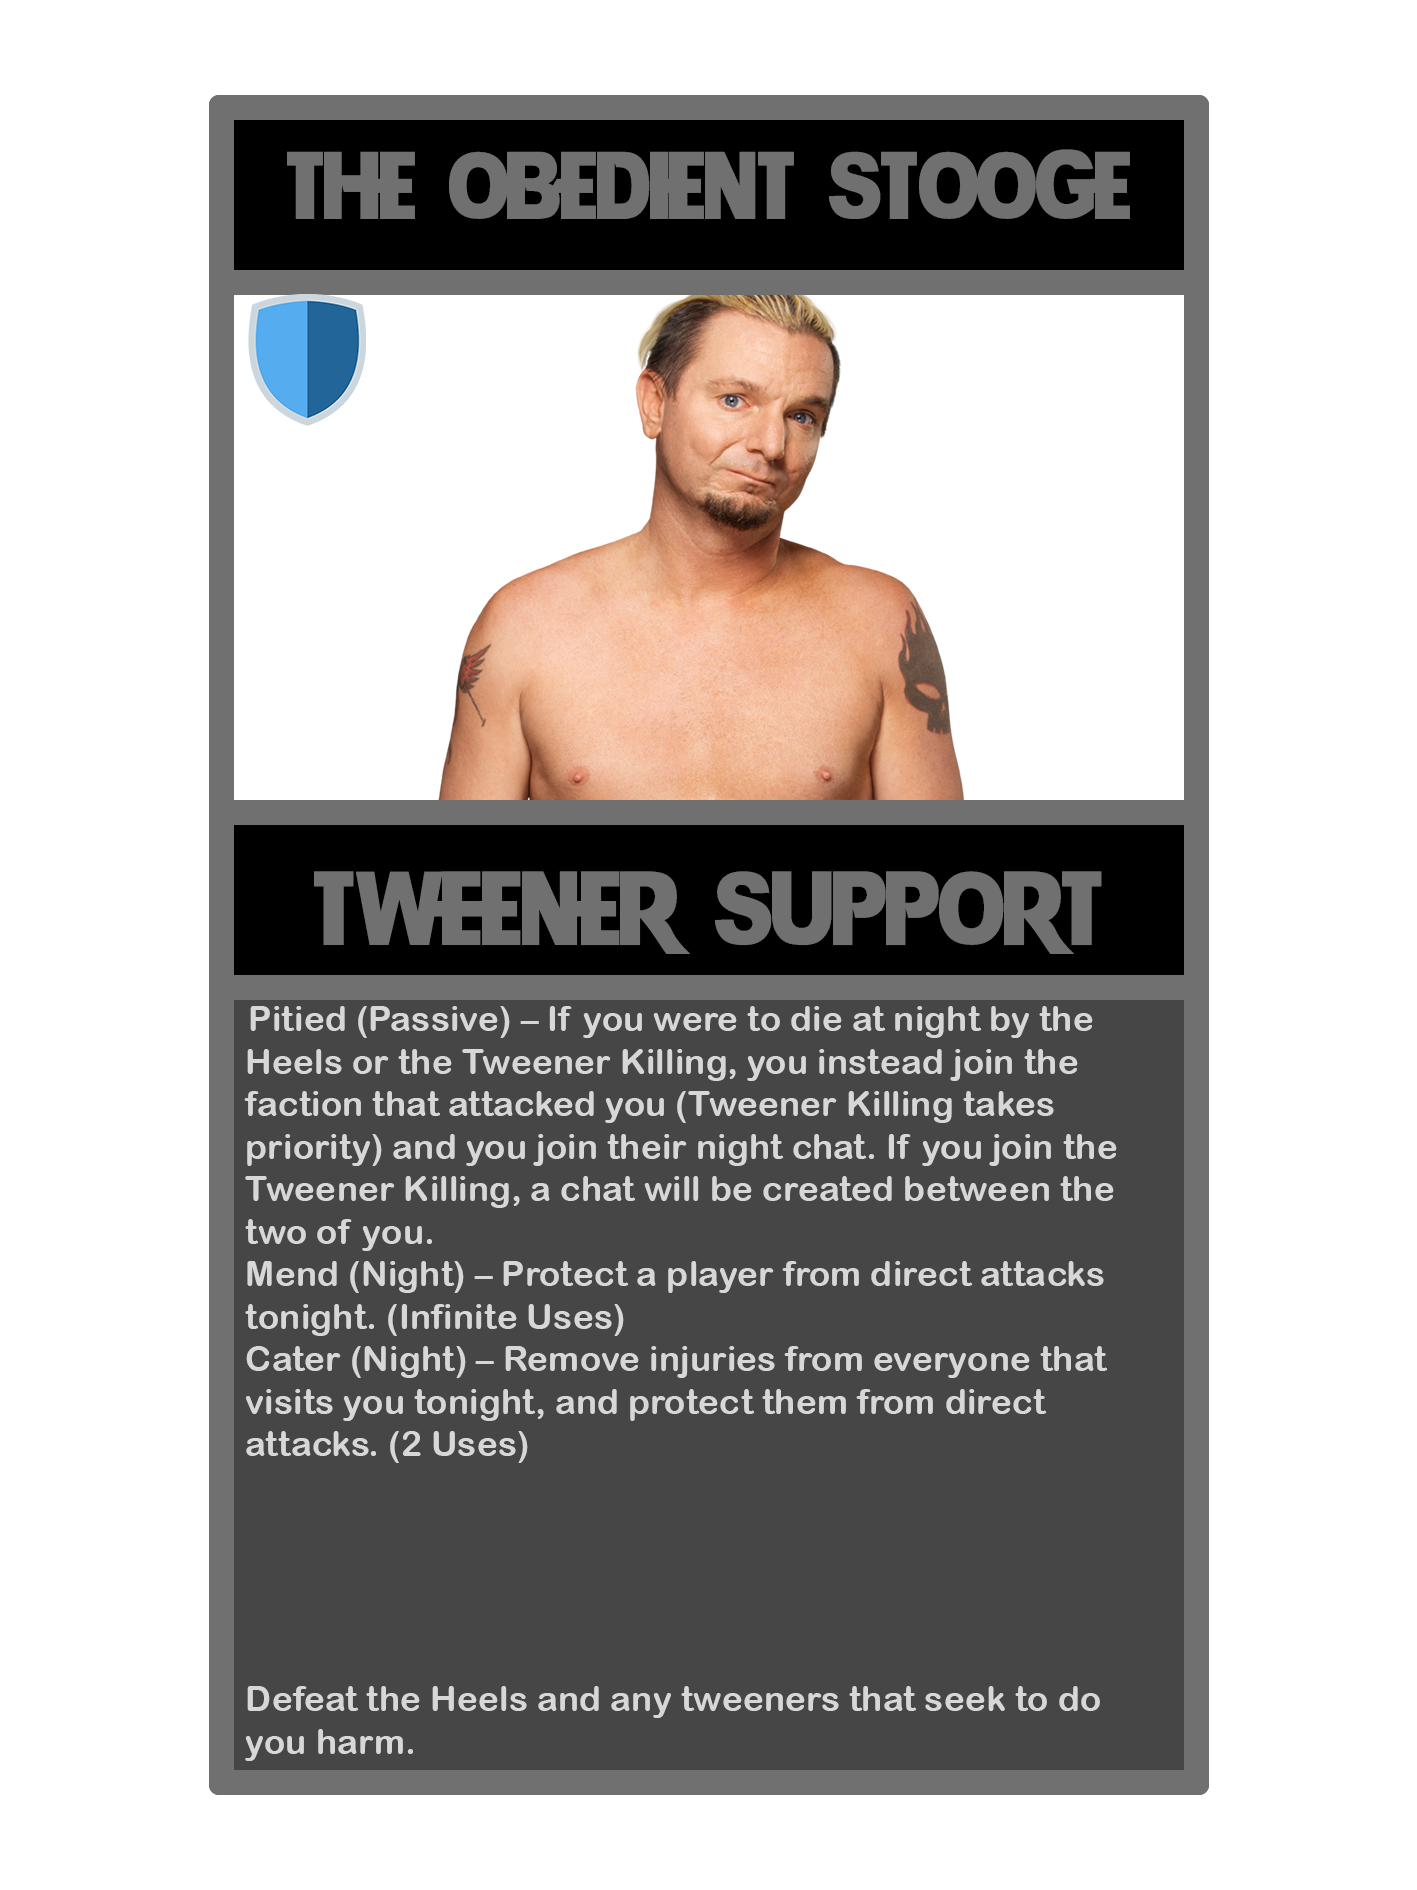 THE OBEDIENT STOOGE
TWEENER SUPPORT
Pitied (Passive) – If you were to die at night by the
Heels or the Tweener Killing, you instead join the
faction that attacked you (Tweener Killing takes
priority) and you join their night chat. If you join the
Tweener Killing, a chat will be created between the
two of you.
Mend (Night) – Protect a player from direct attacks
tonight. (Infinite Uses)
Cater (Night) – Remove injuries from everyone that
visits you tonight, and protect them from direct
attacks. (2 Uses)
Defeat the Heels and any tweeners that seek to do
you harm.